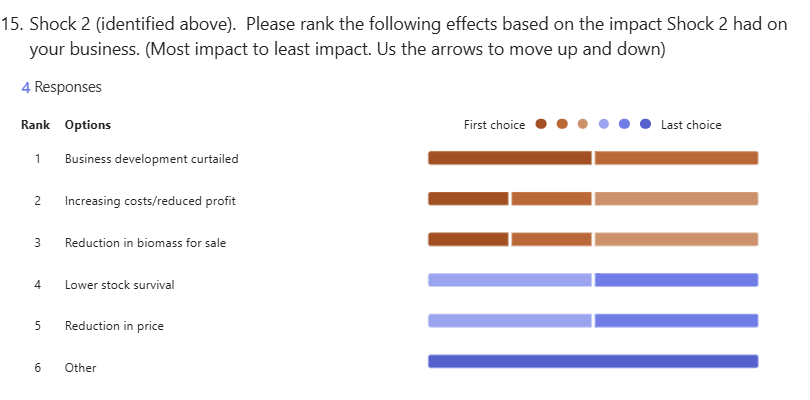 15. Shock 2 (identified above).  Please rank the following effects based on the impact Shock 2 had on
your business. (Most impact to least impact. Us the arrows to move up and down)
4 Responses
Rank Options First choice Last choice
1 Business development curtailed
2 Increasing costs/reduced profit
3 Reduction in biomass for sale
4 Lower stock survival
5 Reduction in price
6 Other